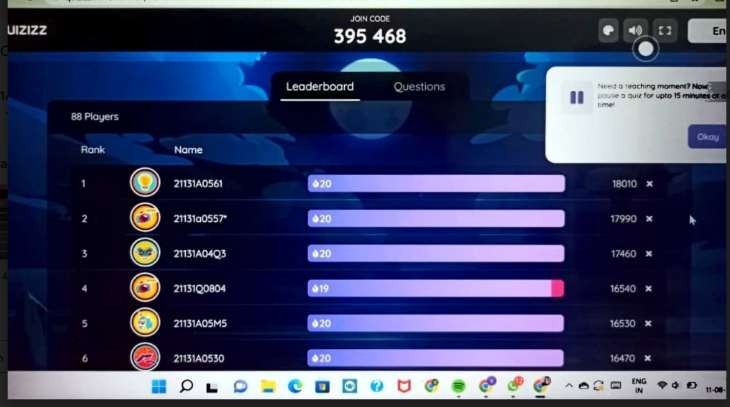 UIZIZZ
JOIN CODE
395 468
En
Leaderboard
Questions
Need a teaching moment? Now
pause a quiz for upto 15 minutes at a
time!
Okay
88 Players
Rank
Name
1 21131A0561 20 18010 ×
2 21131a0557* 20 17990 ×
3 21131A04Q3 20 17460 ×
4 21131Q0804 19 16540 ×
5 21131A05M5 20 16530 ×
6 21131A0530 20 16470 ×
ENG
IN
11-08-